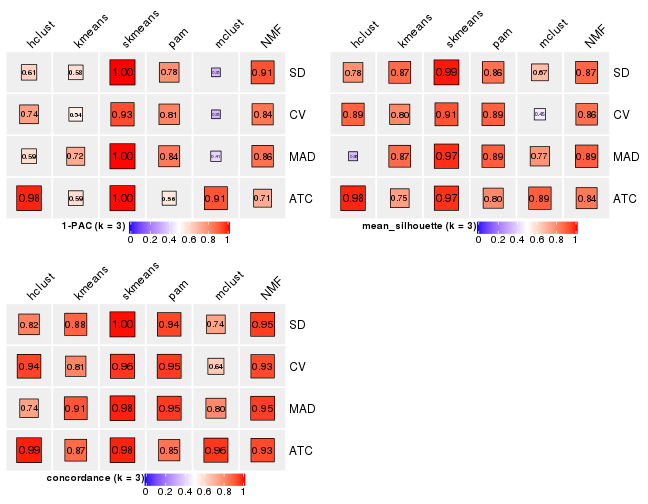 hclust kmeans skmeans pam mclust NMF
0.61 0.58 1.00 0.78 0.91 SD
0.74 0.54 0.93 0.81 0.84 CV
0.59 0.72 1.00 0.84 0.41 0.86 MAD
0.98 0.59 1.00 0.56 0.91 0.71 ATC
1-PAC (k = 3)
0 0.2 0.4 0.6 0.8 1
hclust kmeans skmeans pam mclust NMF
0.78 0.87 0.99 0.86 0.67 0.87 SD
0.89 0.80 0.91 0.89 0.86 CV
0.87 0.97 0.89 0.77 0.89 MAD
0.98 0.75 0.97 0.80 0.89 0.84 ATC
mean_silhouette (k = 3)
0 0.2 0.4 0.6 0.8 1
hclust kmeans skmeans pam mclust NMF
0.82 0.88 1.00 0.94 0.74 0.95 SD
0.94 0.81 0.96 0.95 0.64 0.93 CV
0.74 0.91 0.98 0.95 0.80 0.95 MAD
0.99 0.87 0.98 0.85 0.96 0.93 ATC
concordance (k = 3)
0 0.2 0.4 0.6 0.8 1